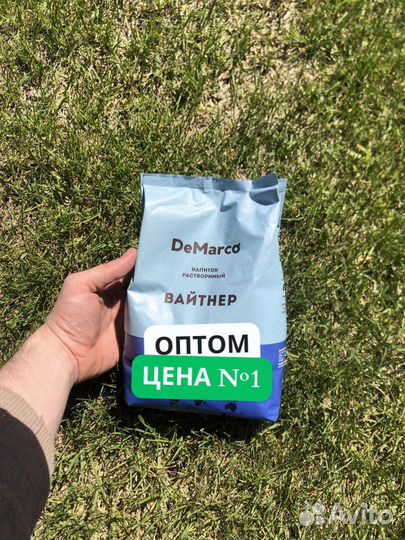 DeMarco
НАПИТОК
РАСТВОРИМЫЙ
ВАЙТНЕР
ОПТОМ
ЦЕНА №1
Avito